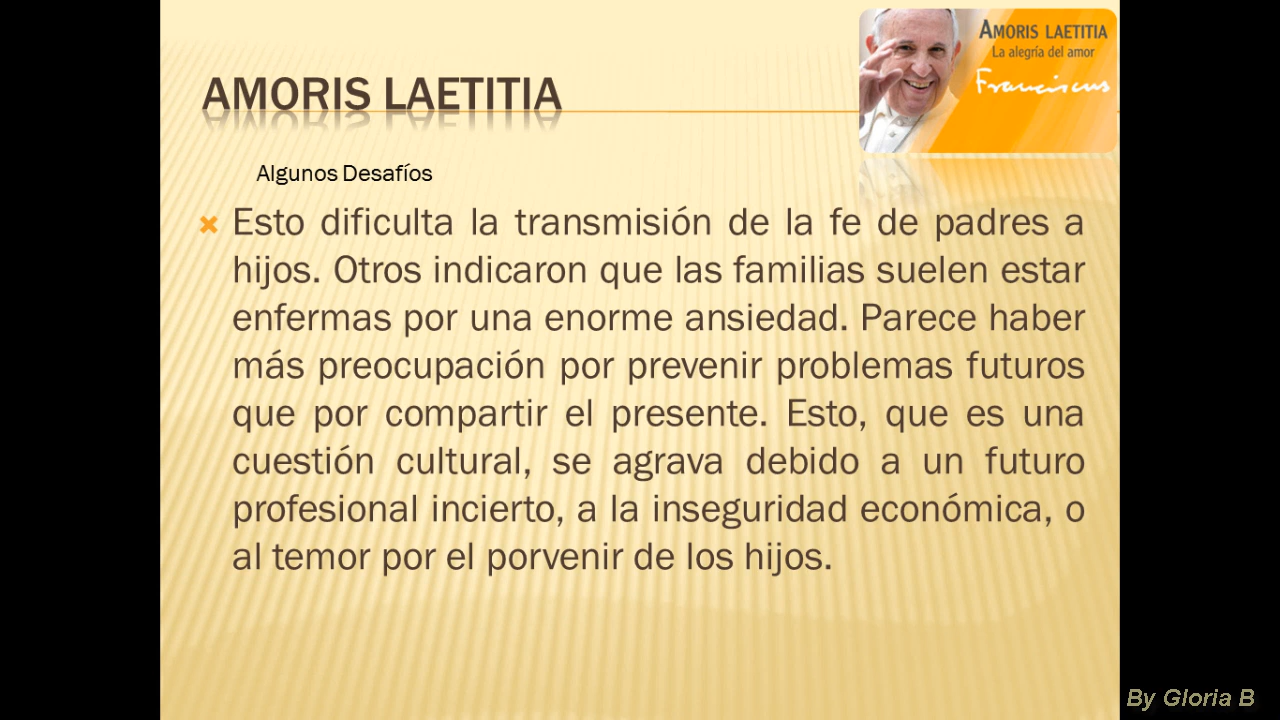 AMORIS LAETITIA
AMORIS LAETITIA
La alegría del amor
Franciscus
Algunos Desafíos
Esto dificulta la transmisión de la fe de padres a
hijos. Otros indicaron que las familias suelen estar
enfermas por una enorme ansiedad. Parece haber
más preocupación por prevenir problemas futuros
que por compartir el presente. Esto, que es una
cuestión cultural, se agrava debido a un futuro
profesional incierto, a la inseguridad económica, o
al temor por el porvenir de los hijos.
By Gloria B